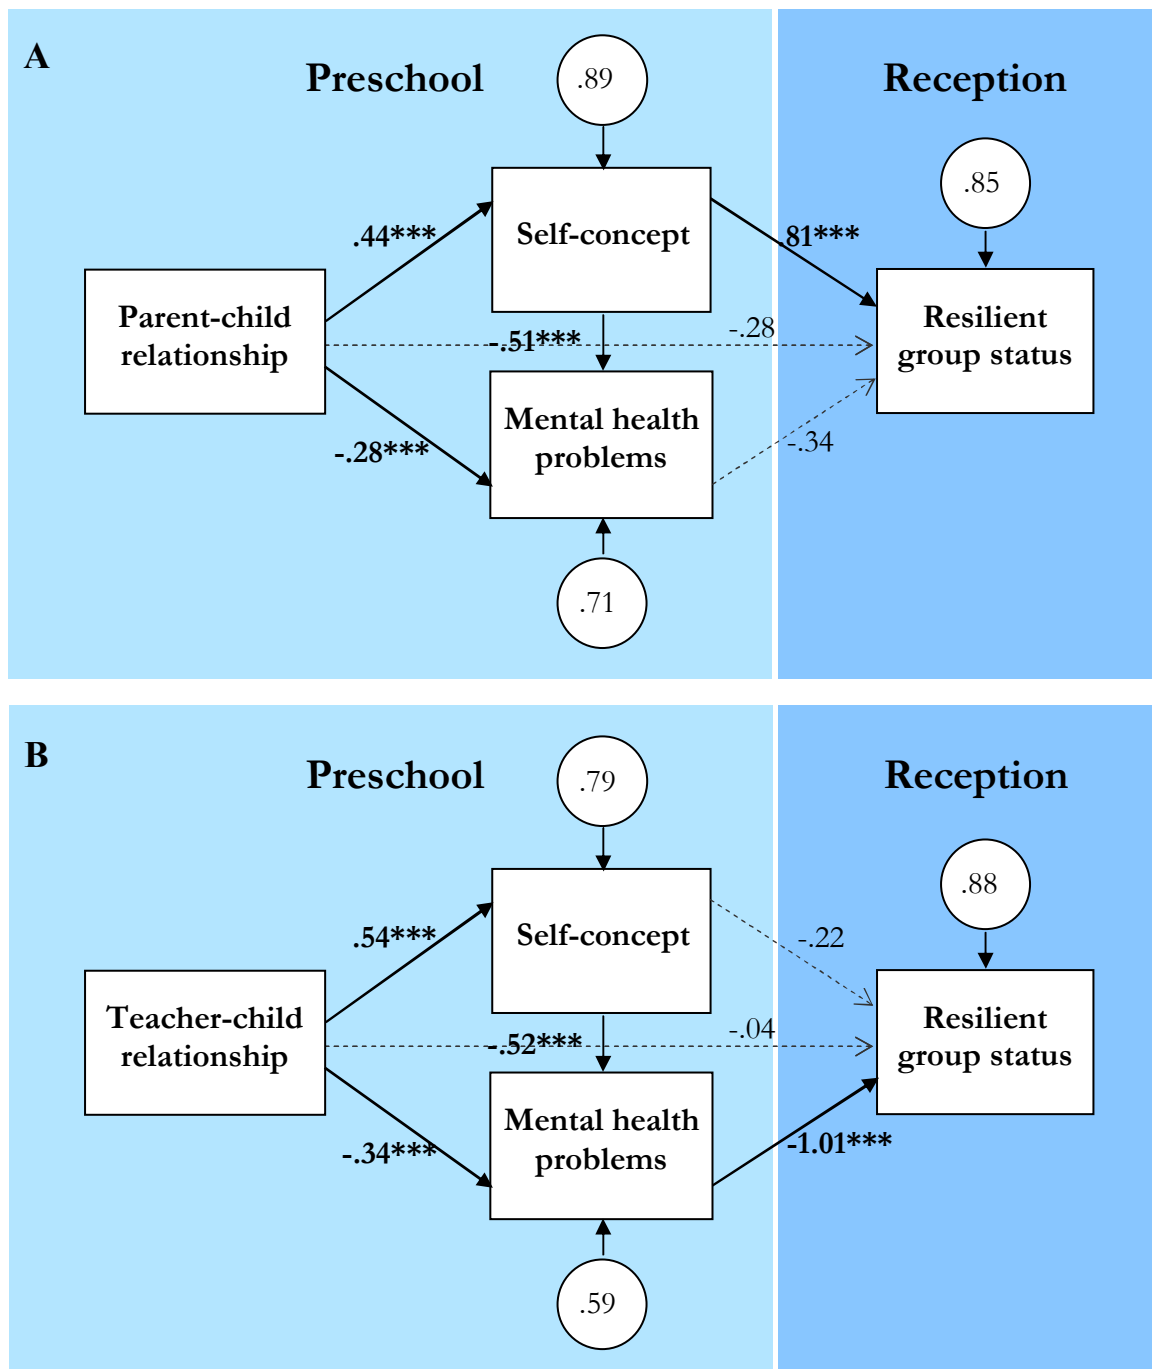 A
Preschool
Reception
.89
.85
Self-concept
.44***
.81***
Parent-child
relationship
Resilient
group status
-.51***
-.28
Mental health
problems
-.28***
-.34
.71
B
Preschool
Reception
.79
.88
Self-concept
.54***
-.22
Teacher-child
relationship
Resilient
group status
-.52***
-.04
Mental health
problems
-.34***
-1.01***
.59